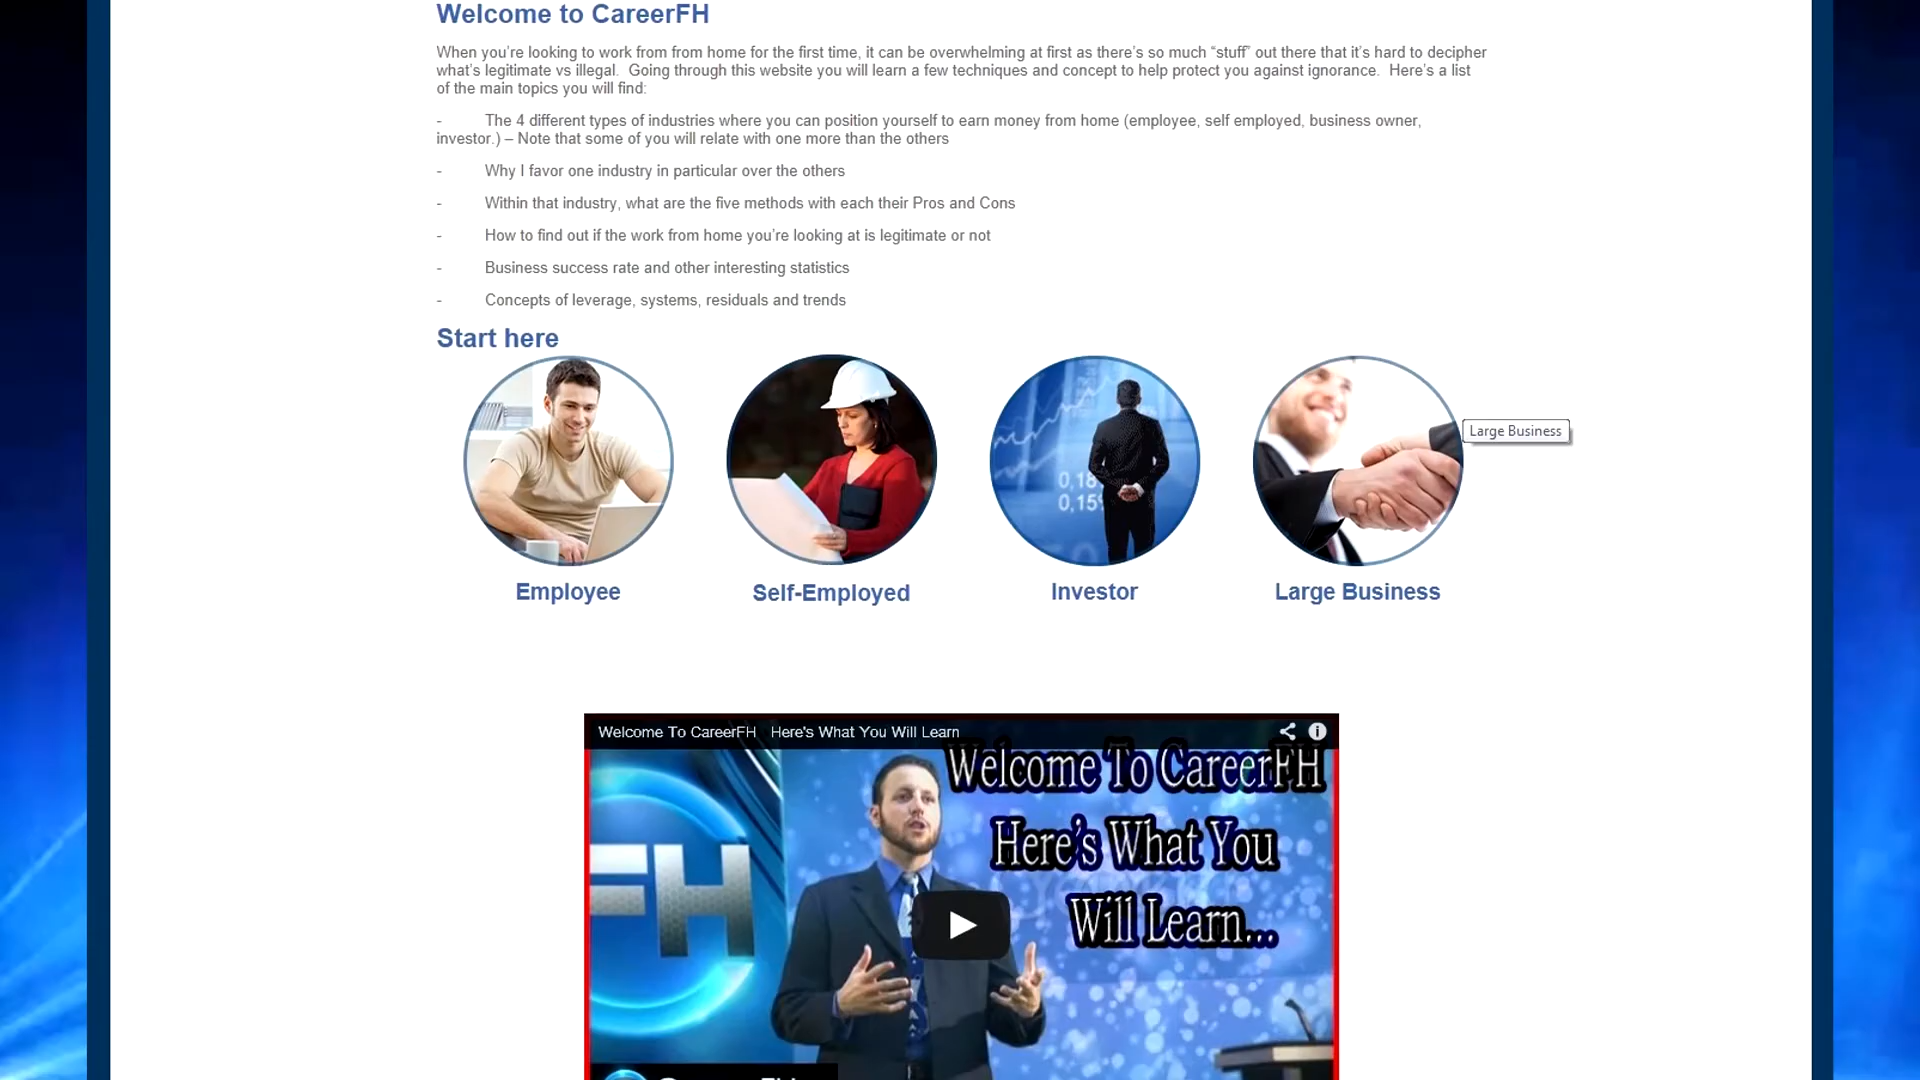 Welcome to CareerFH
When you're looking to work from from home for the first time, it can be overwhelming at first as there's so much “stuff” out there that it's hard to decipher
what's legitimate vs illegal.  Going through this website you will learn a few techniques and concept to help protect you against ignorance.  Here's a list
of the main topics you will find:
- The 4 different types of industries where you can position yourself to earn money from home (employee, self employed, business owner,
investor.) – Note that some of you will relate with one more than the others
- Why I favor one industry in particular over the others
- Within that industry, what are the five methods with each their Pros and Cons
- How to find out if the work from home you're looking at is legitimate or not
- Business success rate and other interesting statistics
- Concepts of leverage, systems, residuals and trends
Start here
0,18
0,15
Large Business
Employee
Self-Employed
Investor
Large Business
Welcome To CareerFH   Here's What You Will Learn
Welcome To CareerFH
Here's What You
Will Learn...
FH